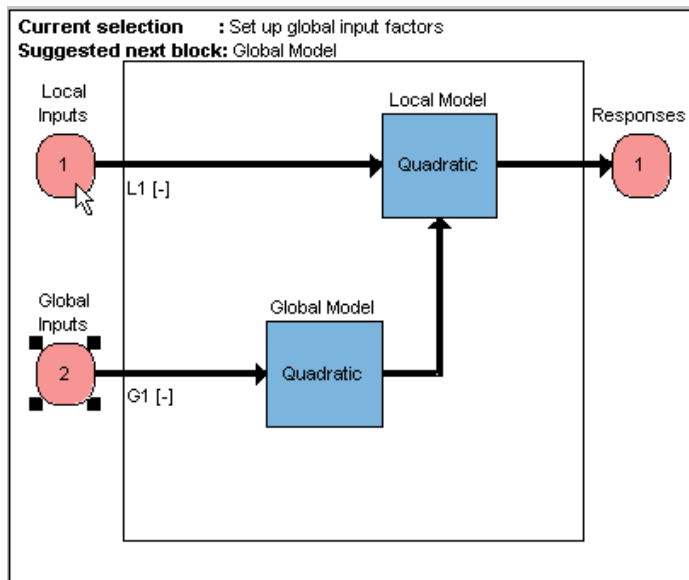 Current selection : Set up global input factors
Suggested next block: Global Model
Local
Inputs
Local Model
Responses
1
Quadratic
1
L1 [-]
Global
Inputs
Global Model
2
Quadratic
G1 [-]